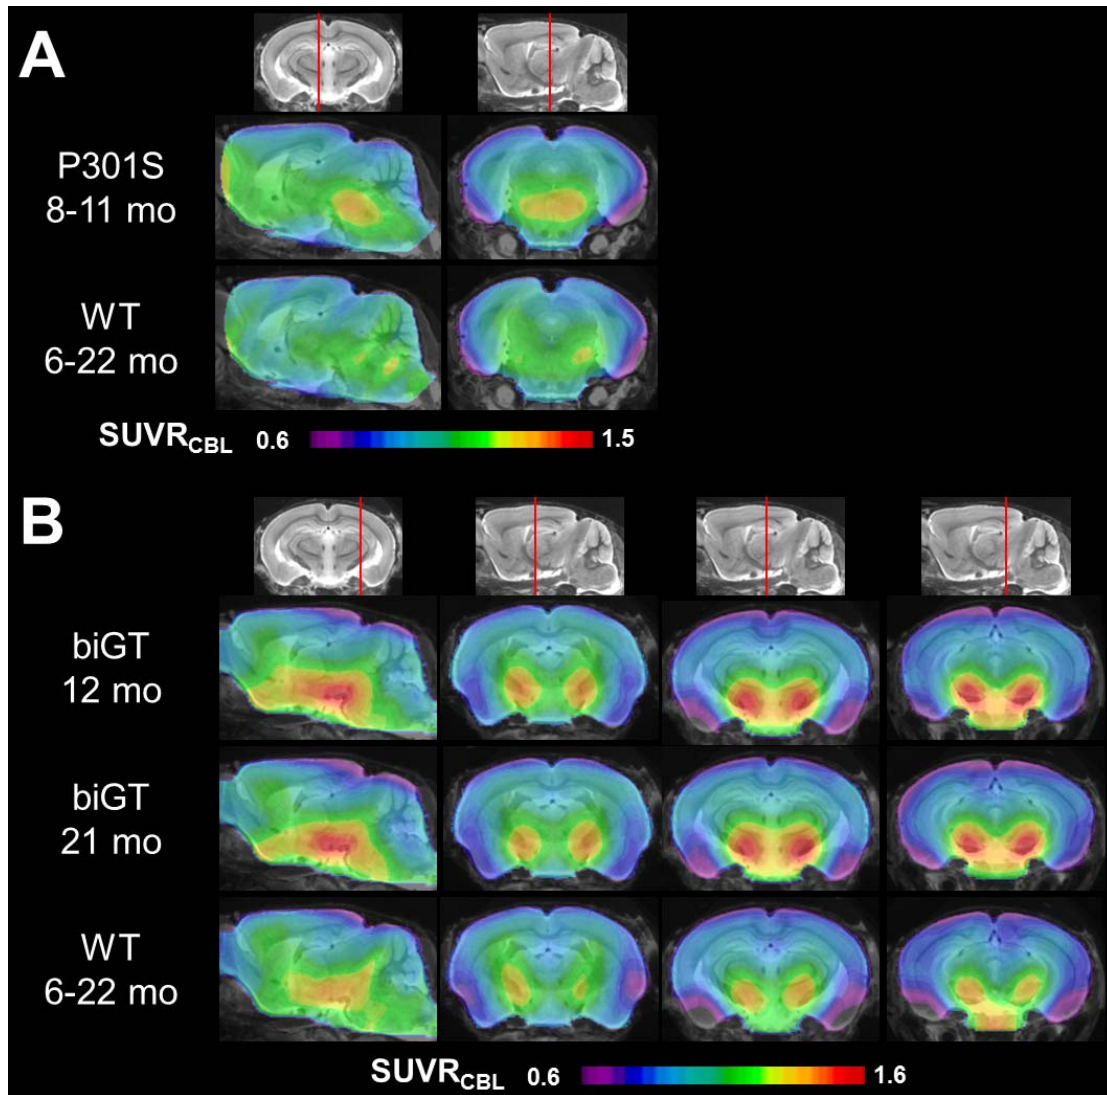 A
P301S
8-11 mo
WT
6-22 mo
SUVRCBL 0.6 1.5
B
biGT
12 mo
biGT
21 mo
WT
6-22 mo
SUVRCBL 0.6 1.6